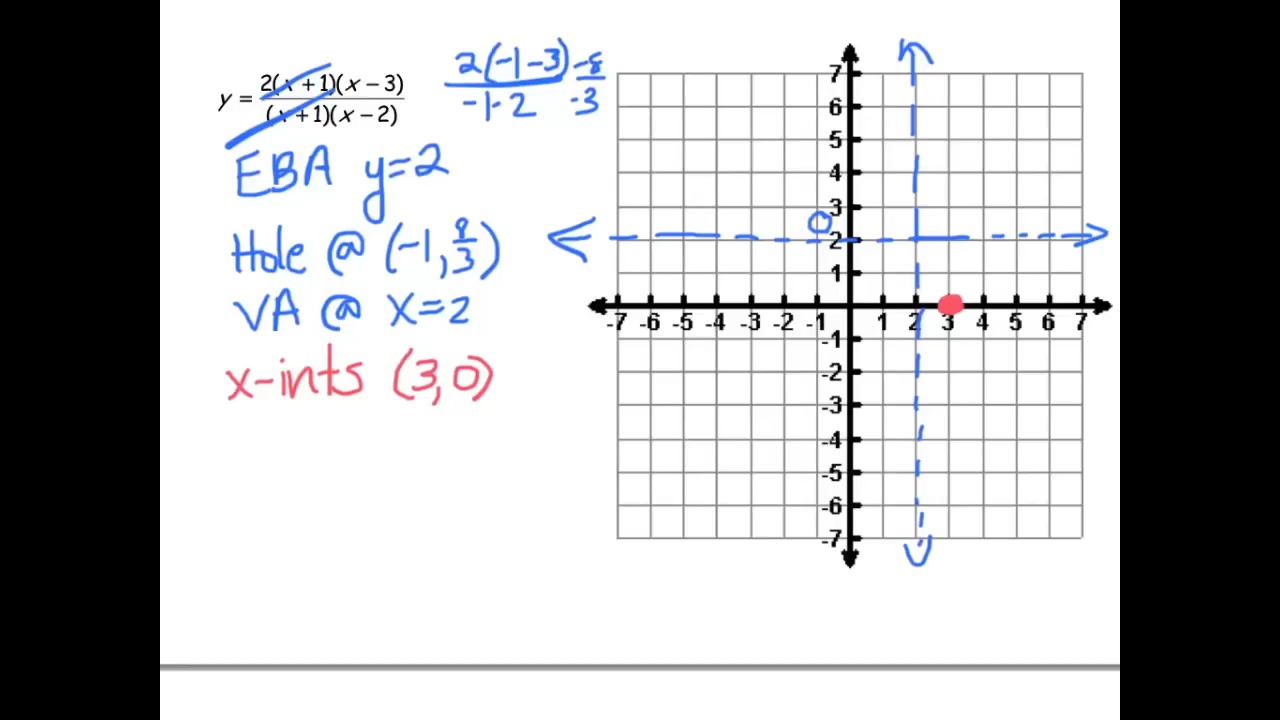 y = 2(x + 1)(x − 3) / (x + 1)(x − 2)
2(-1-3) / -1-2 -8 / -3
EBA y=2
Hole @ (-1, 8/3)
VA @ x=2
x-ints (3,0)
7
6
5
4
3
2
1
-7 -6 -5 -4 -3 -2 -1 1 2 3 4 5 6 7
-1
-2
-3
-4
-5
-6
-7